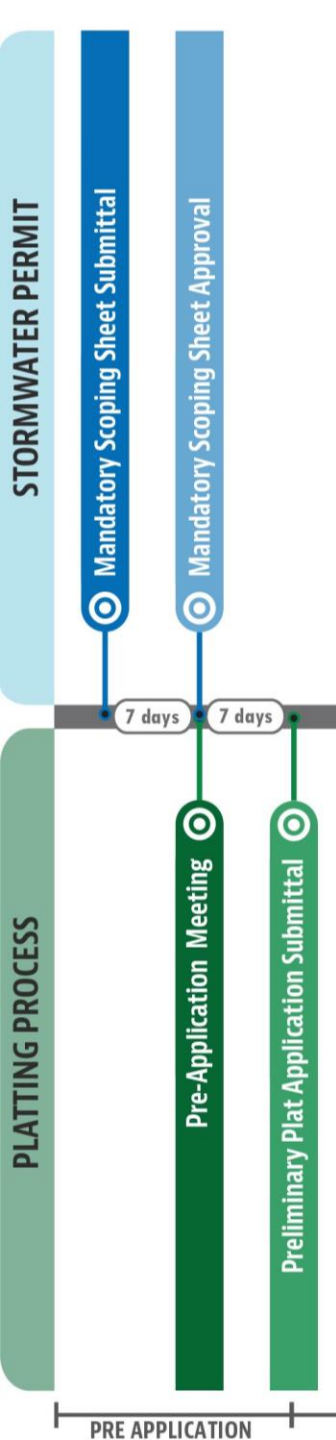 STORMWATER PERMIT
Mandatory Scoping Sheet Submittal
Mandatory Scoping Sheet Approval
7 days
7 days
PLATTING PROCESS
Pre-Application Meeting
Preliminary Plat Application Submittal
PRE APPLICATION